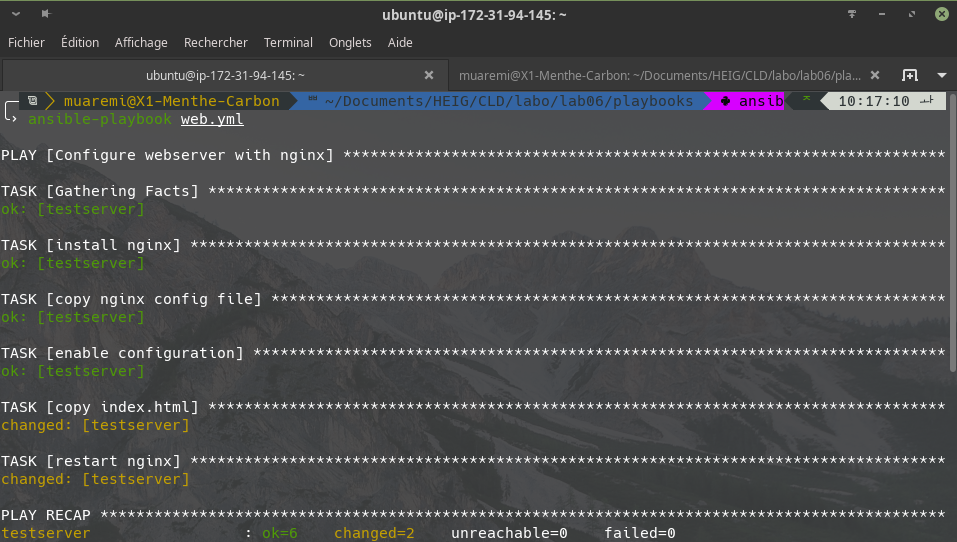 ubuntu@ip-172-31-94-145: ~
Fichier Édition Affichage Rechercher Terminal Onglets Aide
ubuntu@ip-172-31-94-145: ~ muaremi@X1-Menthe-Carbon: ~/Documents/HEIG/CLD/labo/lab06/pla...
muaremi@X1-Menthe-Carbon ~/Documents/HEIG/CLD/labo/lab06/playbooks ansib 10:17:10
ansible-playbook web.yml
PLAY [Configure webserver with nginx] *******************************************************************
TASK [Gathering Facts] **********************************************************************************
ok: [testserver]
TASK [install nginx] ************************************************************************************
ok: [testserver]
TASK [copy nginx config file] ***************************************************************************
ok: [testserver]
TASK [enable configuration] *****************************************************************************
ok: [testserver]
TASK [copy index.html] **********************************************************************************
changed: [testserver]
TASK [restart nginx] ************************************************************************************
changed: [testserver]
PLAY RECAP **********************************************************************************************
testserver : ok=6 changed=2 unreachable=0 failed=0